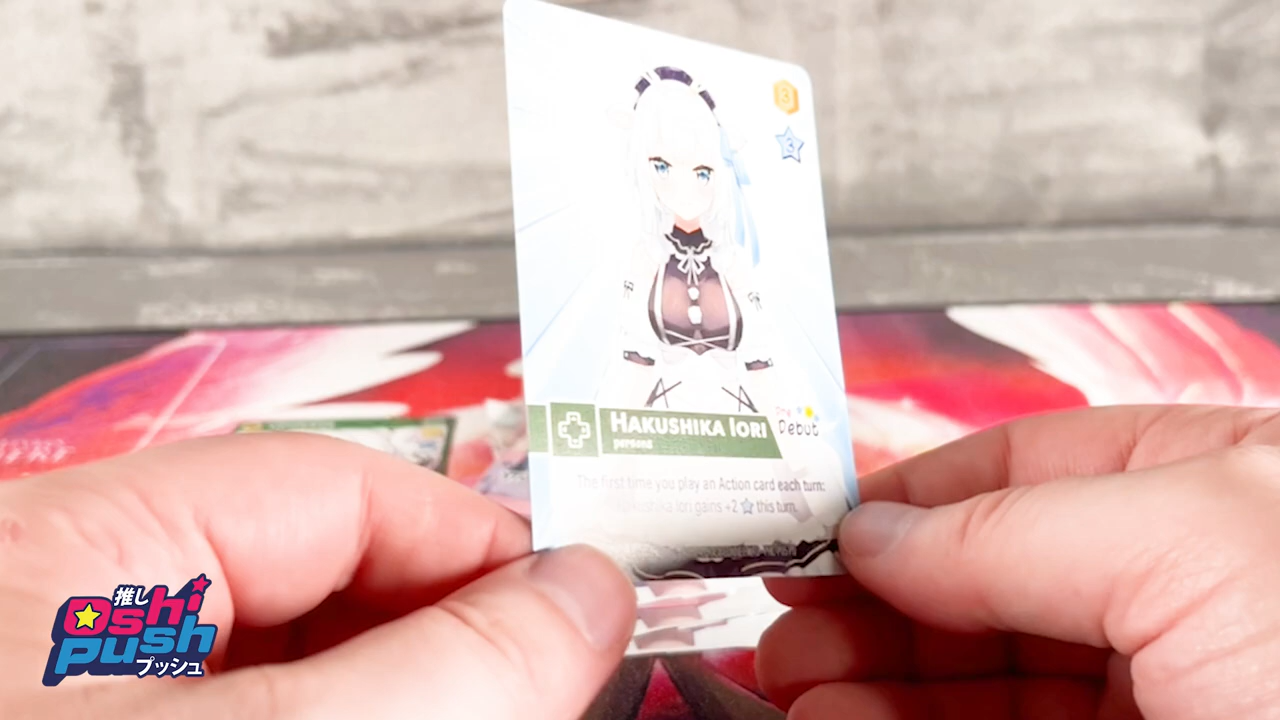 3
3
HAKUSHIKA IORI
persona
Debut
The first time you play an Action card each turn:
Hakushika Iori gains +2 this turn.
推し
Oshi
push
プッシュ